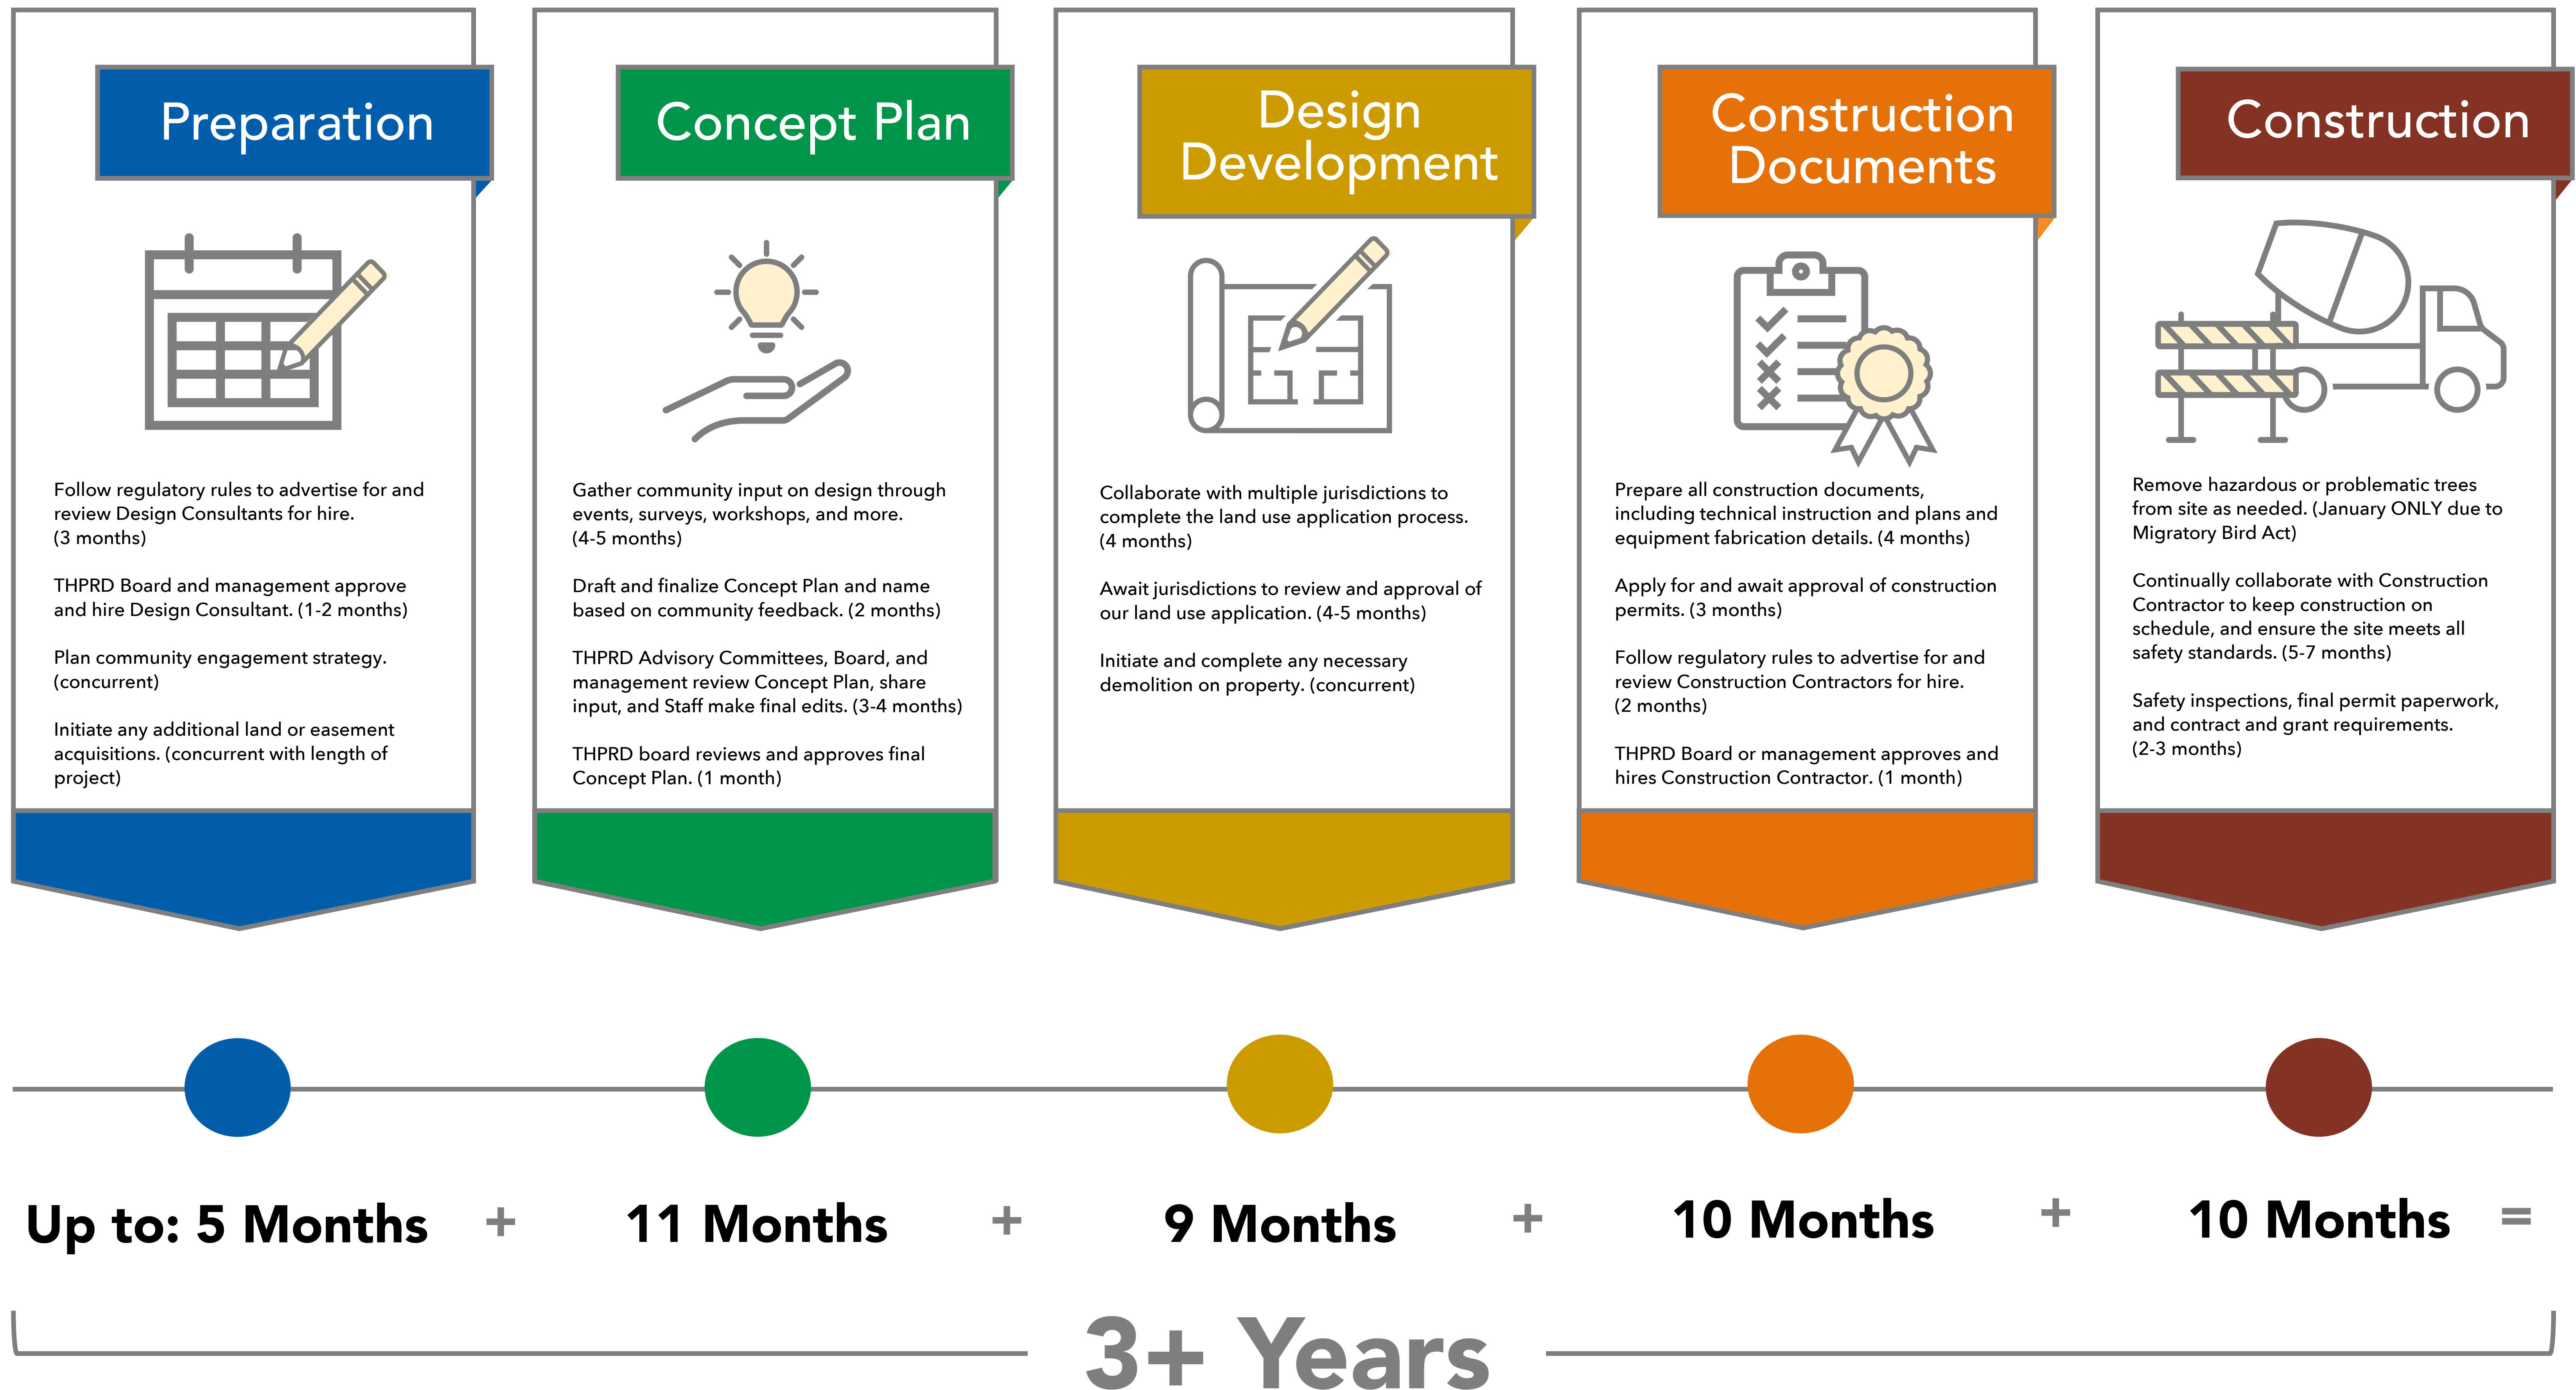 Preparation
Follow regulatory rules to advertise for and
review Design Consultants for hire.
(3 months)
THPRD Board and management approve
and hire Design Consultant. (1-2 months)
Plan community engagement strategy.
(concurrent)
Initiate any additional land or easement
acquisitions. (concurrent with length of
project)
Concept Plan
Gather community input on design through
events, surveys, workshops, and more.
(4-5 months)
Draft and finalize Concept Plan and name
based on community feedback. (2 months)
THPRD Advisory Committees, Board, and
management review Concept Plan, share
input, and Staff make final edits. (3-4 months)
THPRD board reviews and approves final
Concept Plan. (1 month)
Design
Development
Collaborate with multiple jurisdictions to
complete the land use application process.
(4 months)
Await jurisdictions to review and approval of
our land use application. (4-5 months)
Initiate and complete any necessary
demolition on property. (concurrent)
Construction
Documents
Prepare all construction documents,
including technical instruction and plans and
equipment fabrication details. (4 months)
Apply for and await approval of construction
permits. (3 months)
Follow regulatory rules to advertise for and
review Construction Contractors for hire.
(2 months)
THPRD Board or management approves and
hires Construction Contractor. (1 month)
Construction
Remove hazardous or problematic trees
from site as needed. (January ONLY due to
Migratory Bird Act)
Continually collaborate with Construction
Contractor to keep construction on
schedule, and ensure the site meets all
safety standards. (5-7 months)
Safety inspections, final permit paperwork,
and contract and grant requirements.
(2-3 months)
Up to: 5 Months + 11 Months + 9 Months + 10 Months + 10 Months =
3+ Years